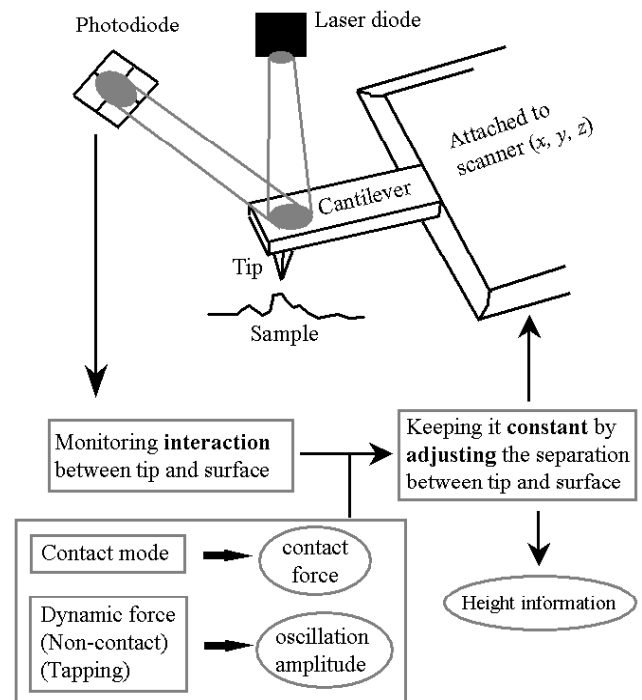 Photodiode
Laser diode
Attached to
scanner (x, y, z)
Cantilever
Tip
Sample
Monitoring interaction
between tip and surface
Keeping it constant by
adjusting the separation
between tip and surface
Contact mode
contact
force
Dynamic force
(Non-contact)
(Tapping)
oscillation
amplitude
Height information